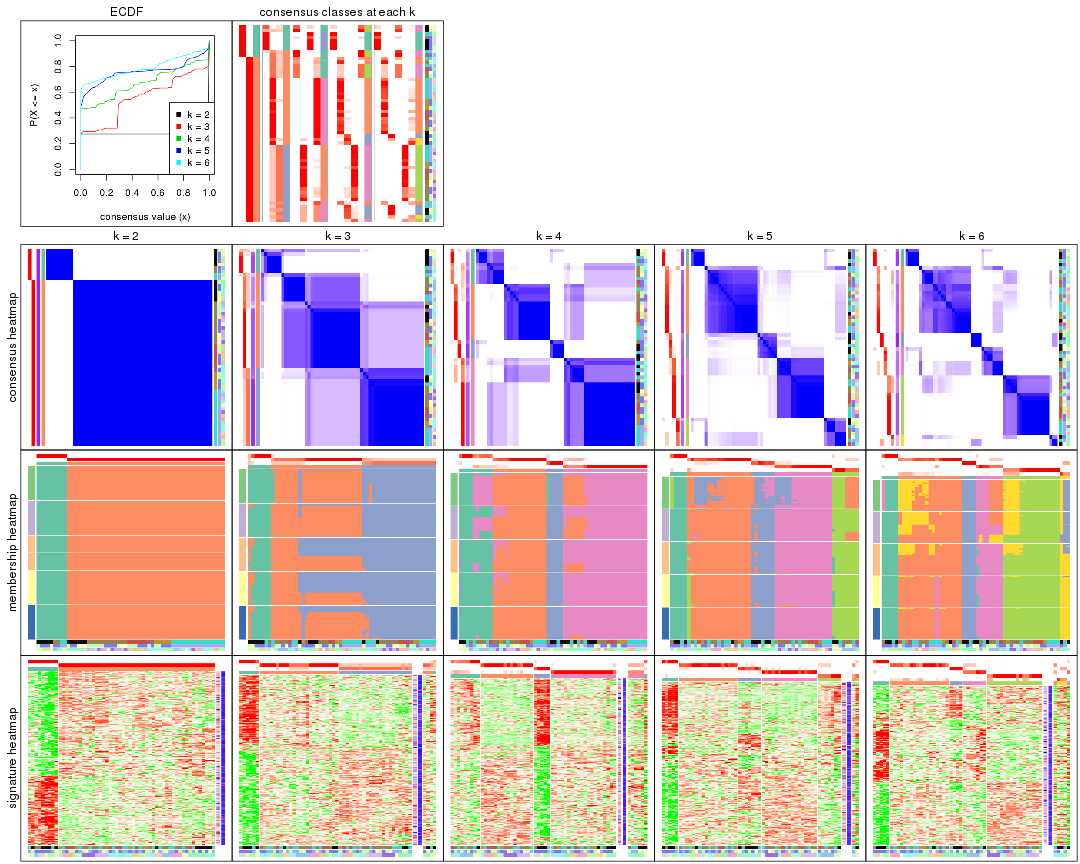 ECDF
consensus classes at each k
P(X <= x)
0.0 0.2 0.4 0.6 0.8 1.0
k = 2
k = 3
k = 4
k = 5
k = 6
0.0 0.2 0.4 0.6 0.8 1.0
consensus value (x)
k = 2
k = 3
k = 4
k = 5
k = 6
consensus heatmap
membership heatmap
signature heatmap